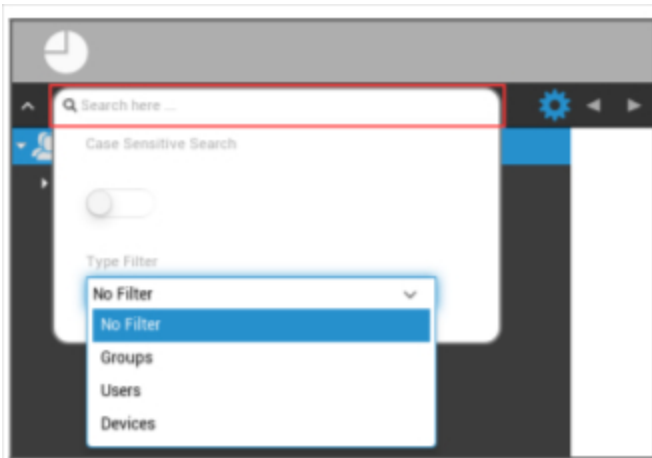 Search here ...
Case Sensitive Search
Type Filter
No Filter
No Filter
Groups
Users
Devices